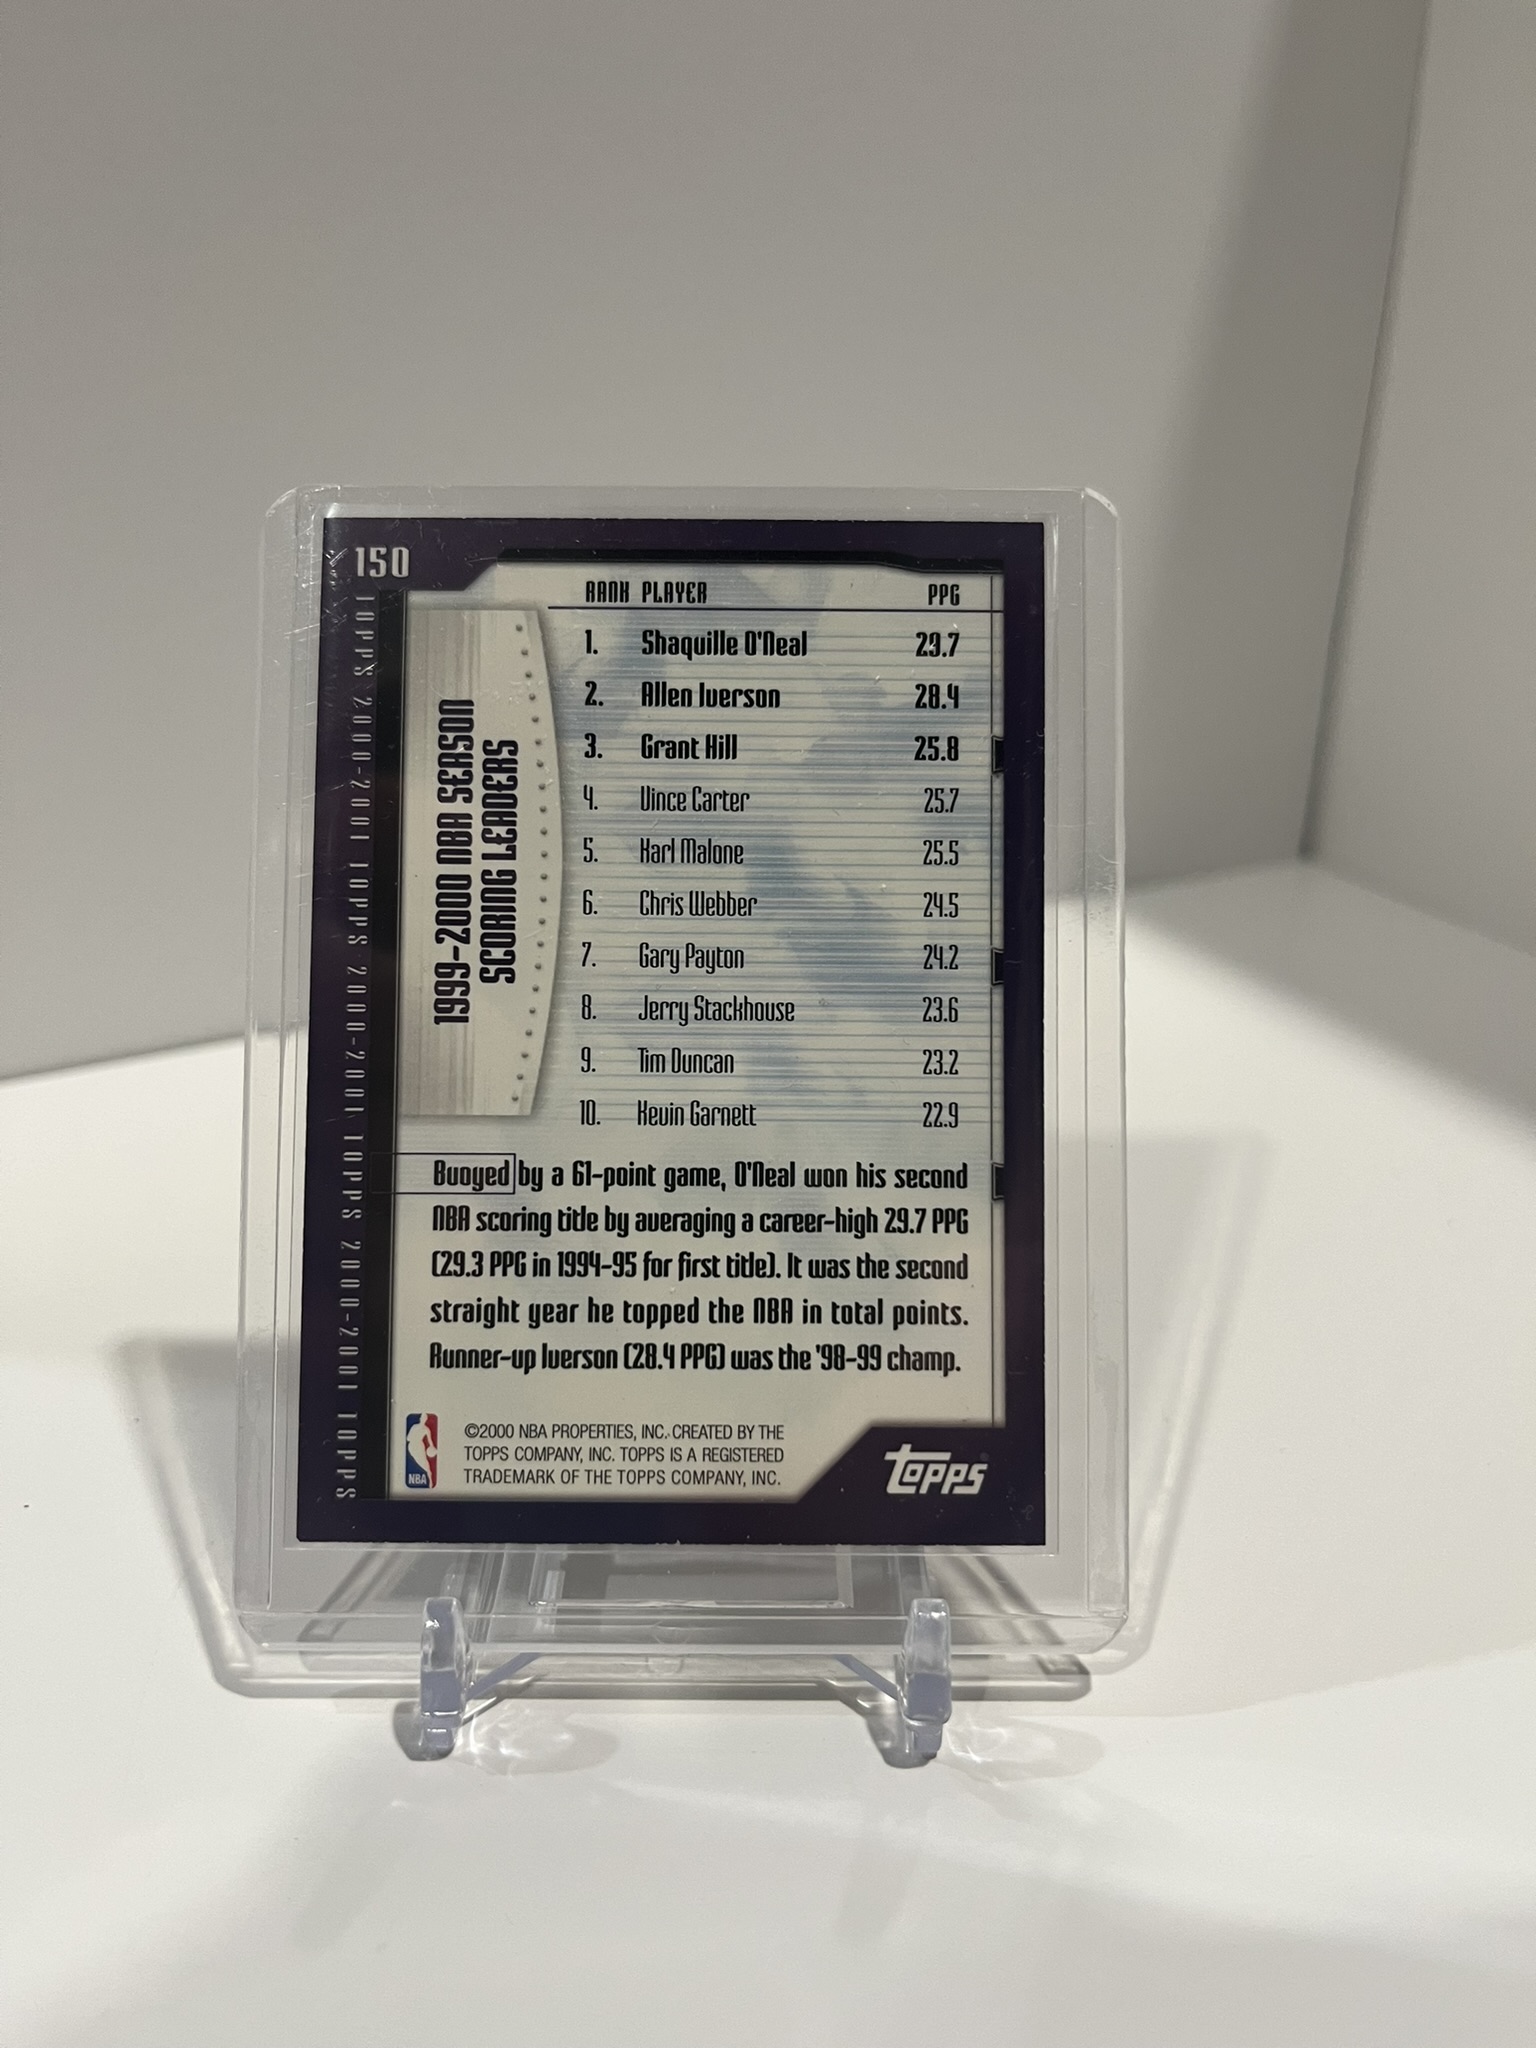 150
TOPPS 2000-2001 TOPPS 2000-2001 TOPPS 2000-2001 TOPPS 2000-2001 TOPPS
1999-2000 NBA SEASON
SCORING LEADERS
RANK PLAYER PPG
1. Shaquille O'Neal 29.7
2. Allen Iverson 28.4
3. Grant Hill 25.8
4. Vince Carter 25.7
5. Karl Malone 25.5
6. Chris Webber 24.5
7. Gary Payton 24.2
8. Jerry Stackhouse 23.6
9. Tim Duncan 23.2
10. Kevin Garnett 22.9
Buoyed by a 61-point game, O'Neal won his second
NBA scoring title by averaging a career-high 29.7 PPG
(29.3 PPG in 1994-95 for first title). It was the second
straight year he topped the NBA in total points.
Runner-up Iverson (28.4 PPG) was the '98-99 champ.
NBA
©2000 NBA PROPERTIES, INC. CREATED BY THE
TOPPS COMPANY, INC. TOPPS IS A REGISTERED
TRADEMARK OF THE TOPPS COMPANY, INC.
topps